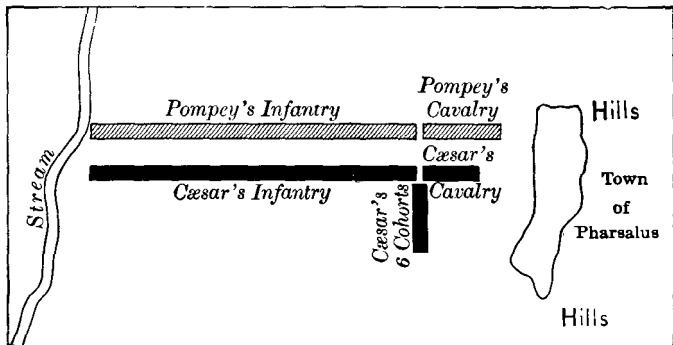 Pompey's
Cavalry
Pompey's Infantry
Hills
Stream
Cæsar's
Cavalry
Cæsar's Infantry
Cæsar's
6 Cohorts
Town
of
Pharsalus
Hills